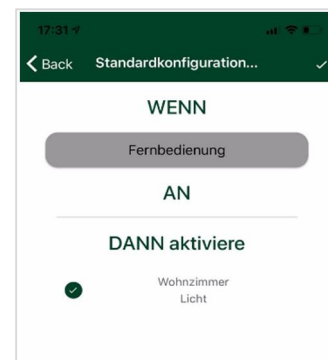 17:31
Back Standardkonfiguration...
WENN
Fernbedienung
AN
DANN aktiviere
Wohnzimmer
Licht